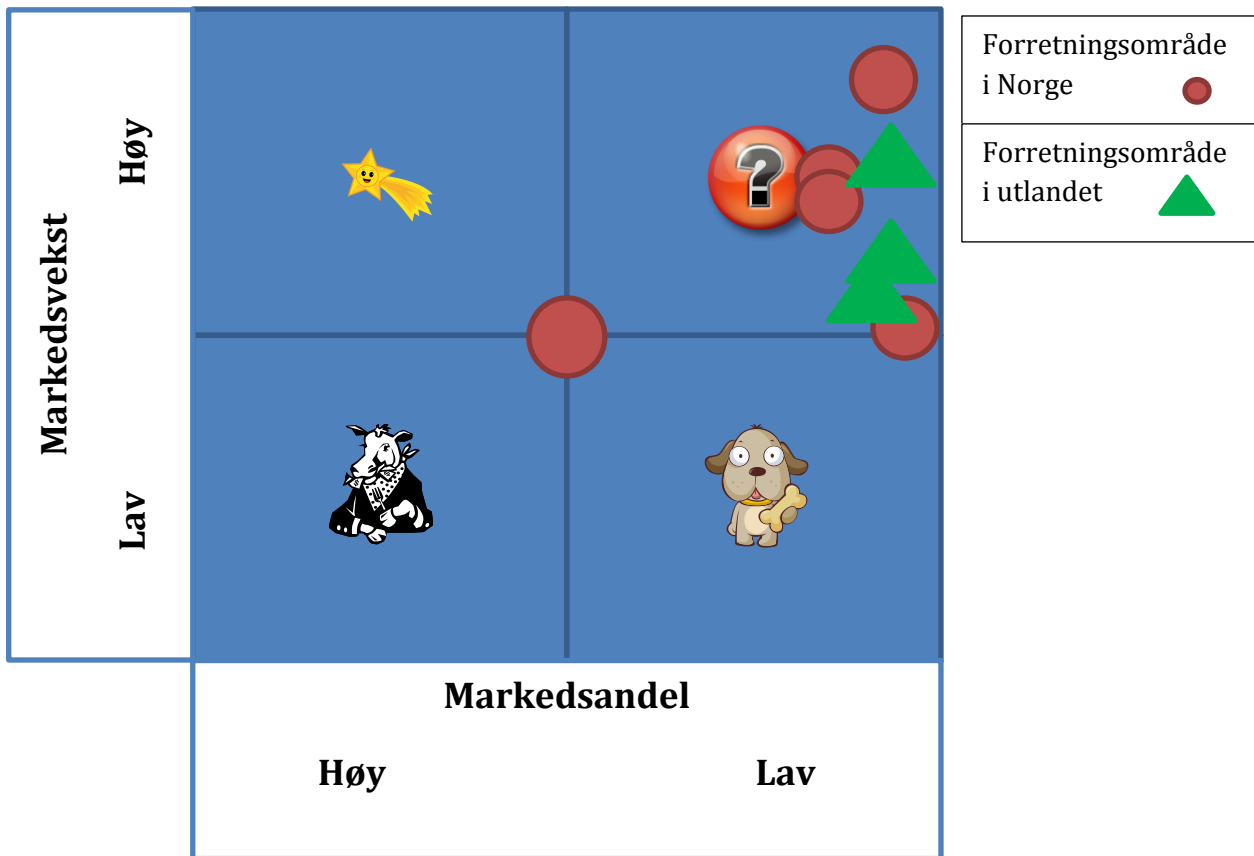 Forretningsområde
i Norge
Forretningsområde
i utlandet
Markedsvekst
Høy
Lav
?
Markedsandel
Høy
Lav